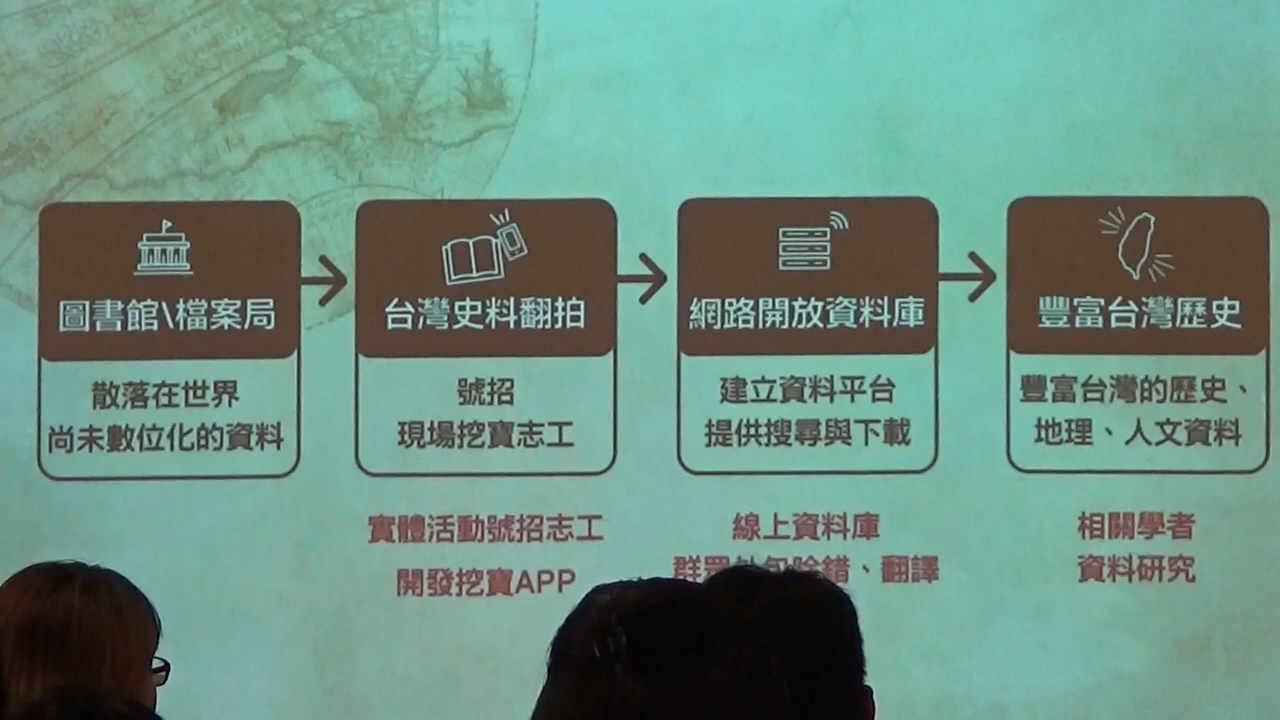 圖書館\檔案局
散落在世界
尚未數位化的資料
台灣史料翻拍
號招
現場挖寶志工
實體活動號招志工
開發挖寶APP
網路開放資料庫
建立資料平台
提供搜尋與下載
線上資料庫
群眾外包除錯、翻譯
豐富台灣歷史
豐富台灣的歷史、
地理、人文資料
相關學者
資料研究